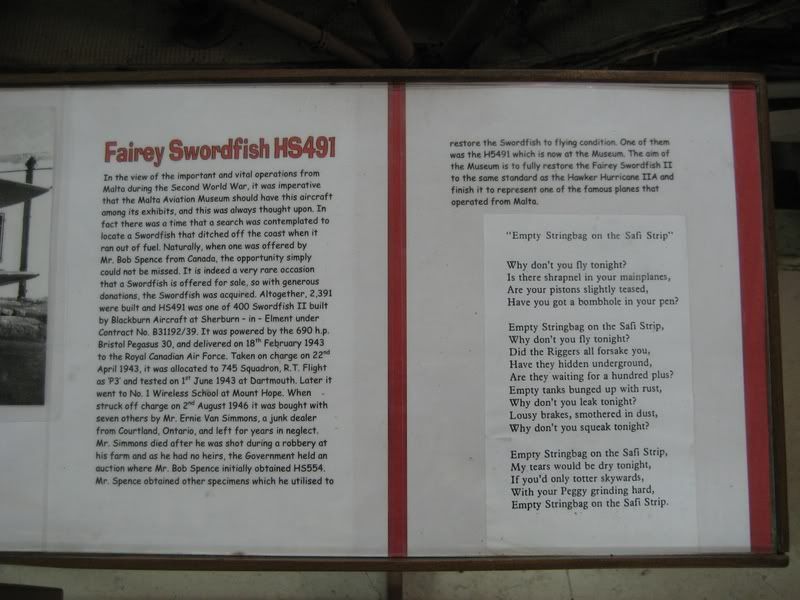 Fairey Swordfish HS491
In the view of the important and vital operations from
Malta during the Second World War, it was imperative
that the Malta Aviation Museum should have this aircraft
among its exhibits, and this was always thought upon. In
fact there was a time that a search was contemplated to
locate a Swordfish that ditched off the coast when it
ran out of fuel. Naturally, when one was offered by
Mr. Bob Spence from Canada, the opportunity simply
could not be missed. It is indeed a very rare occasion
that a Swordfish is offered for sale, so with generous
donations, the Swordfish was acquired. Altogether, 2,391
were built and HS491 was one of 400 Swordfish II built
by Blackburn Aircraft at Sherburn - in - Elment under
Contract No. B31192/39. It was powered by the 690 h.p.
Bristol Pegasus 30, and delivered on 18th February 1943
to the Royal Canadian Air Force. Taken on charge on 22nd
April 1943, it was allocated to 745 Squadron, R.T. Flight
as 'P3' and tested on 1st June 1943 at Dartmouth. Later it
went to No. 1 Wireless School at Mount Hope. When
struck off charge on 2nd August 1946 it was bought with
seven others by Mr. Ernie Van Simmons, a junk dealer
from Courtland, Ontario, and left for years in neglect.
Mr. Simmons died after he was shot during a robbery at
his farm and as he had no heirs, the Government held an
auction where Mr. Bob Spence initially obtained HS554.
Mr. Spence obtained other specimens which he utilised to
restore the Swordfish to flying condition. One of them
was the HS491 which is now at the Museum. The aim of
the Museum is to fully restore the Fairey Swordfish II
to the same standard as the Hawker Hurricane IIA and
finish it to represent one of the famous planes that
operated from Malta.
"Empty Stringbag on the Safi Strip"
Why don't you fly tonight?
Is there shrapnel in your mainplanes,
Are your pistons slightly teased,
Have you got a bombhole in your pen?
Empty Stringbag on the Safi Strip,
Why don't you fly tonight?
Did the Riggers all forsake you,
Have they hidden underground,
Are they waiting for a hundred plus?
Empty tanks bunged up with rust,
Why don't you leak tonight?
Lousy brakes, smothered in dust,
Why don't you squeak tonight?
Empty Stringbag on the Safi Strip,
My tears would be dry tonight,
If you'd only totter skywards,
With your Peggy grinding hard,
Empty Stringbag on the Safi Strip.